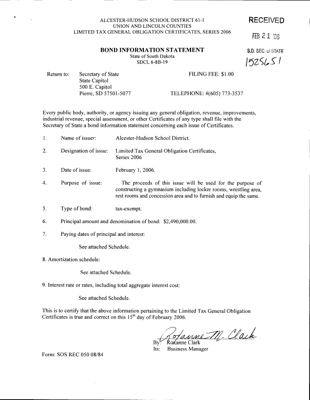 ALCESTER-HUDSON SCHOOL DISTRICT 61-1
UNION AND LINCOLN COUNTIES
LIMITED TAX GENERAL OBLIGATION CERTIFICATES, SERIES 2006
RECEIVED
FEB 21 '06
S.D. SEC. of STATE
1525651
BOND INFORMATION STATEMENT
State of South Dakota
SDCL 6-8B-19
Return to: Secretary of State FILING FEE: $1.00
State Capitol
500 E. Capitol
Pierre, SD 57501-5077 TELEPHONE: #(605) 773-3537
Every public body, authority, or agency issuing any general obligation, revenue, improvements,
industrial revenue, special assessment, or other Certificates of any type shall file with the
Secretary of State a bond information statement concerning each issue of Certificates.
1. Name of issuer: Alcester-Hudson School District.
2. Designation of issue: Limited Tax General Obligation Certificates,
Series 2006
3. Date of issue: February 1, 2006.
4. Purpose of issue: The proceeds of this issue will be used for the purpose of
constructing a gymnasium including locker rooms, wrestling area,
rest rooms and concession area and to furnish and equip the same.
5. Type of bond: tax-exempt.
6. Principal amount and denomination of bond: $2,490,000.00.
7. Paying dates of principal and interest:
See attached Schedule.
8. Amortization schedule:
See attached Schedule.
9. Interest rate or rates, including total aggregate interest cost:
See attached Schedule.
This is to certify that the above information pertaining to the Limited Tax General Obligation
Certificates is true and correct on this 15th day of February 2006.
Rotanne M. Clark
By: Rotanne Clark
Its: Business Manager
Form: SOS REC 050 08/84